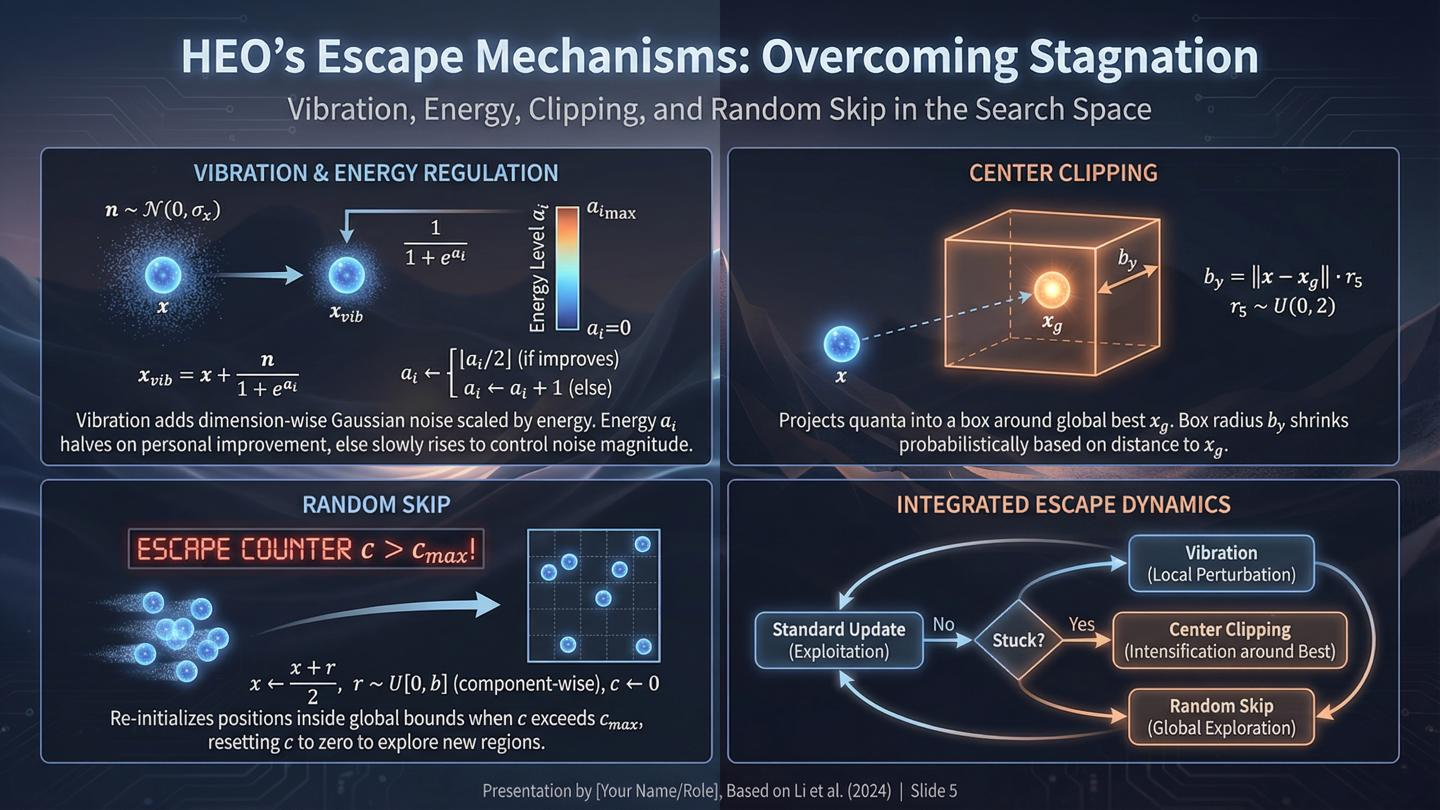 HEO's Escape Mechanisms: Overcoming Stagnation
Vibration, Energy, Clipping, and Random Skip in the Search Space
VIBRATION & ENERGY REGULATION
n ~ 𝒩(0, σₓ)
x
x_vib
1 / (1 + e^{a_i})
Energy Level a_i
a_{i max}
a_i=0
x_vib = x + n / (1 + e^{a_i})
a_i ← [ ⌊a_i/2⌋ (if improves)
a_i ← a_i + 1 (else)
Vibration adds dimension-wise Gaussian noise scaled by energy. Energy a_i
halves on personal improvement, else slowly rises to control noise magnitude.
CENTER CLIPPING
b_y
x_g
x
b_y = ||x − x_g|| · r_5
r_5 ~ U(0, 2)
Projects quanta into a box around global best x_g. Box radius b_y shrinks
probabilistically based on distance to x_g.
RANDOM SKIP
ESCAPE COUNTER c > c_max!
x ← (x + r) / 2, r ~ U[0, b] (component-wise), c ← 0
Re-initializes positions inside global bounds when c exceeds c_max,
resetting c to zero to explore new regions.
INTEGRATED ESCAPE DYNAMICS
Standard Update
(Exploitation)
No
Stuck?
Yes
Vibration
(Local Perturbation)
Center Clipping
(Intensification around Best)
Random Skip
(Global Exploration)
Presentation by [Your Name/Role], Based on Li et al. (2024) | Slide 5